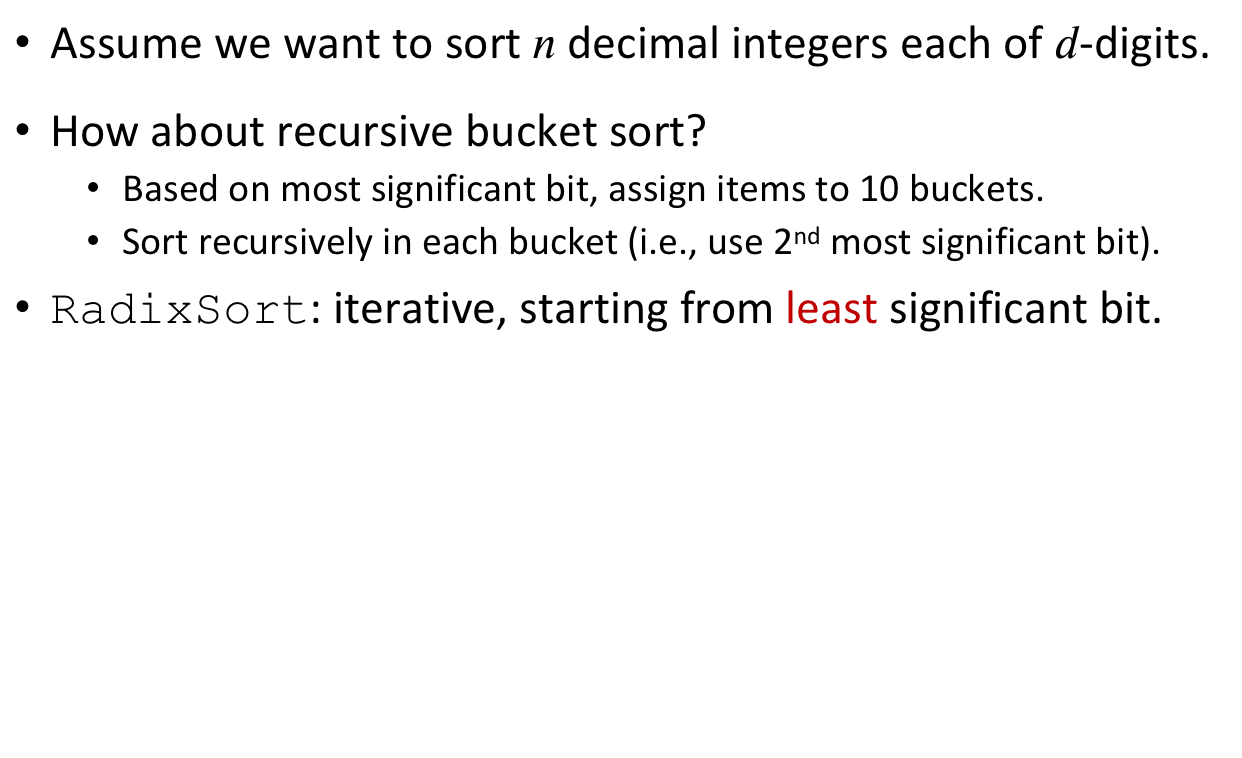 • Assume we want to sort n decimal integers each of d-digits.
• How about recursive bucket sort?
• Based on most significant bit, assign items to 10 buckets.
• Sort recursively in each bucket (i.e., use 2nd most significant bit).
• RadixSort: iterative, starting from least significant bit.